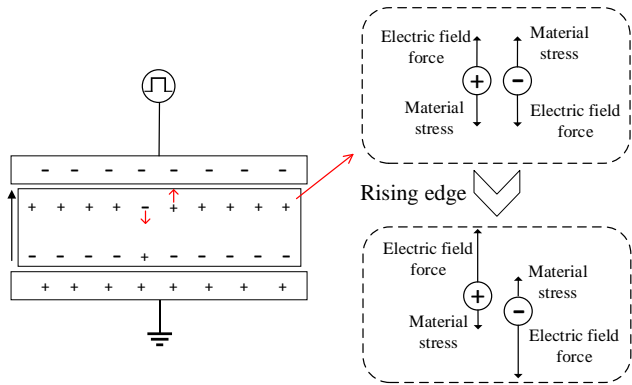 Electric field
force
Material
stress
Material
stress
Electric field
force
- - - - - - - -
+ + + + - + + + + +
- - - - + - - - - -
+ + + + + + + +
Rising edge
Electric field
force
Material
stress
Material
stress
Electric field
force
+
-
+
-